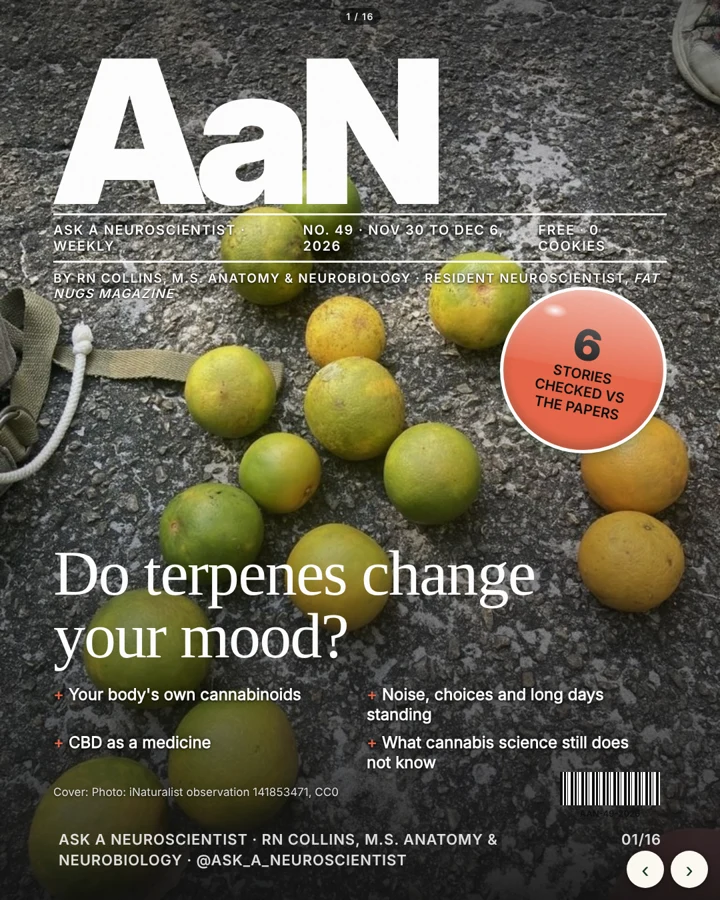 1 / 16
AaN
ASK A NEUROSCIENTIST ·
WEEKLY
NO. 49 · NOV 30 TO DEC 6,
2026
FREE · 0
COOKIES
BY RN COLLINS, M.S. ANATOMY & NEUROBIOLOGY · RESIDENT NEUROSCIENTIST, FAT
NUGS MAGAZINE
6
STORIES
CHECKED VS
THE PAPERS
Do terpenes change
your mood?
+ Your body's own cannabinoids
+ CBD as a medicine
+ Noise, choices and long days
standing
+ What cannabis science still does
not know
Cover: Photo: iNaturalist observation 141853471, CC0
ASK A NEUROSCIENTIST · RN COLLINS, M.S. ANATOMY &
NEUROBIOLOGY · @ASK_A_NEUROSCIENTIST
01/16
‹ ›